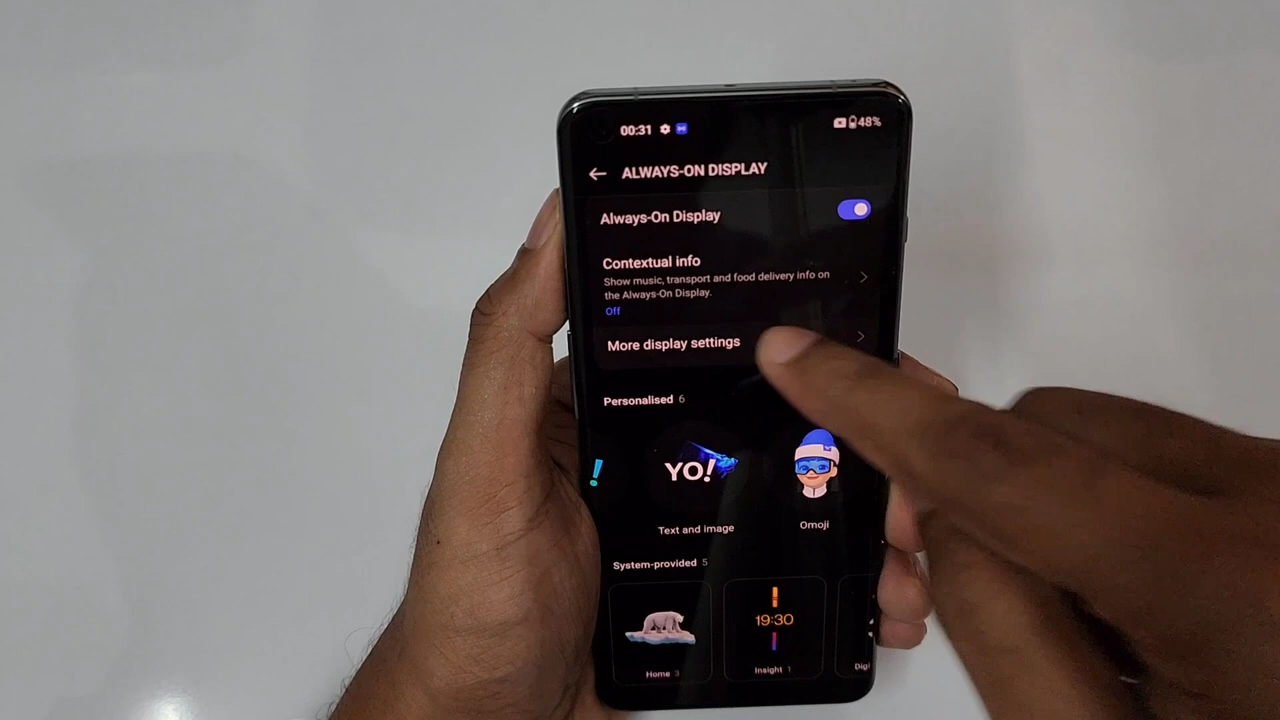 00:31
48%
ALWAYS-ON DISPLAY
Always-On Display
Contextual info
Show music, transport and food delivery info on
the Always-On Display.
Off
More display settings
Personalised 6
!
YO!
Text and image
Omoji
System-provided 5
19:30
Home 3
Insight 1
Digi